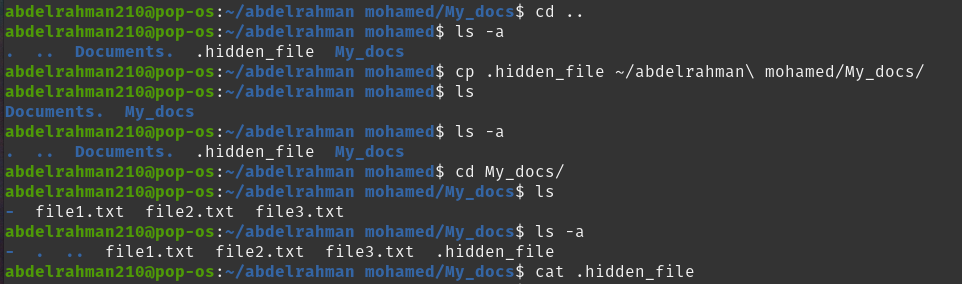 abdelrahman210@pop-os:~/abdelrahman mohamed/My_docs$ cd ..
abdelrahman210@pop-os:~/abdelrahman mohamed$ ls -a
.  ..  Documents.  .hidden_file  My_docs
abdelrahman210@pop-os:~/abdelrahman mohamed$ cp .hidden_file ~/abdelrahman\ mohamed/My_docs/
abdelrahman210@pop-os:~/abdelrahman mohamed$ ls
Documents.  My_docs
abdelrahman210@pop-os:~/abdelrahman mohamed$ ls -a
.  ..  Documents.  .hidden_file  My_docs
abdelrahman210@pop-os:~/abdelrahman mohamed$ cd My_docs/
abdelrahman210@pop-os:~/abdelrahman mohamed/My_docs$ ls
-  file1.txt  file2.txt  file3.txt
abdelrahman210@pop-os:~/abdelrahman mohamed/My_docs$ ls -a
-  .  ..  file1.txt  file2.txt  file3.txt  .hidden_file
abdelrahman210@pop-os:~/abdelrahman mohamed/My_docs$ cat .hidden_file